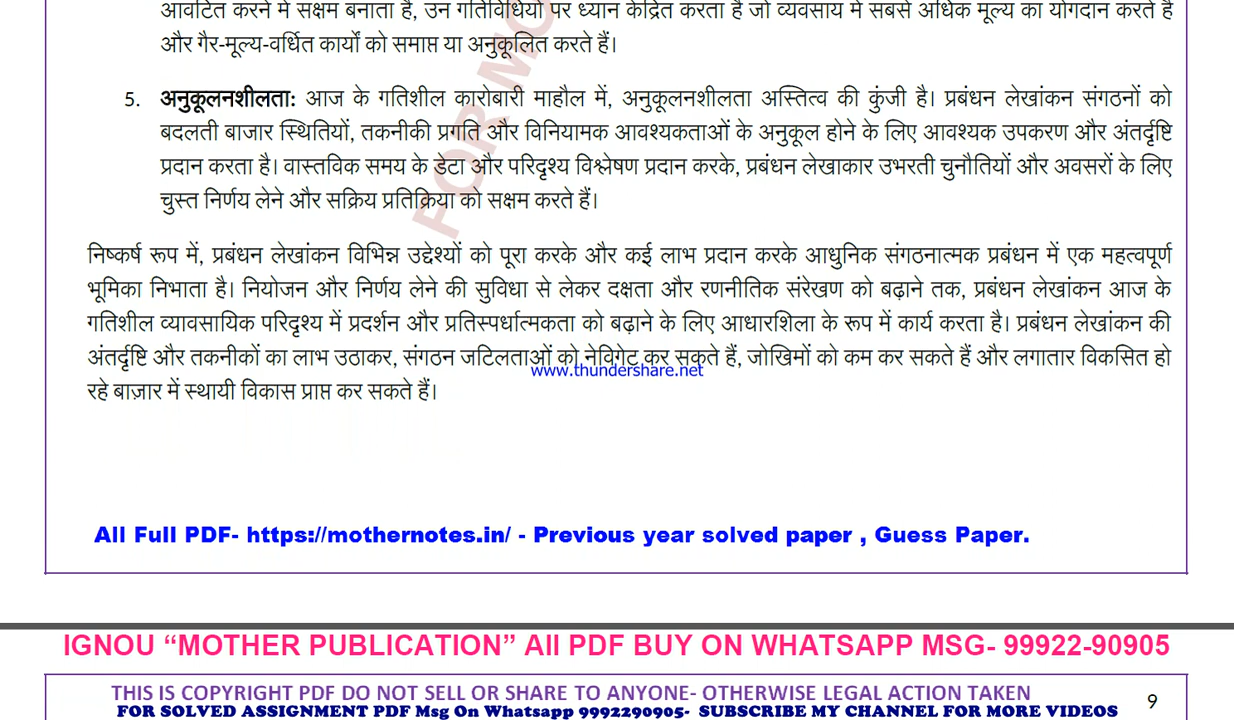 आवंटित करने में सक्षम बनाता है, उन गतिविधियों पर ध्यान केंद्रित करता है जो व्यवसाय में सबसे अधिक मूल्य का योगदान करते हैं
और गैर-मूल्य-वर्धित कार्यों को समाप्त या अनुकूलित करते हैं।
5. अनुकूलनशीलता: आज के गतिशील कारोबारी माहौल में, अनुकूलनशीलता अस्तित्व की कुंजी है। प्रबंधन लेखांकन संगठनों को
बदलती बाजार स्थितियों, तकनीकी प्रगति और विनियामक आवश्यकताओं के अनुकूल होने के लिए आवश्यक उपकरण और अंतर्दृष्टि
प्रदान करता है। वास्तविक समय के डेटा और परिदृश्य विश्लेषण प्रदान करके, प्रबंधन लेखाकार उभरती चुनौतियों और अवसरों के लिए
चुस्त निर्णय लेने और सक्रिय प्रतिक्रिया को सक्षम करते हैं।
FOR MO
निष्कर्ष रूप में, प्रबंधन लेखांकन विभिन्न उद्देश्यों को पूरा करके और कई लाभ प्रदान करके आधुनिक संगठनात्मक प्रबंधन में एक महत्वपूर्ण
भूमिका निभाता है। नियोजन और निर्णय लेने की सुविधा से लेकर दक्षता और रणनीतिक संरेखण को बढ़ाने तक, प्रबंधन लेखांकन आज के
गतिशील व्यावसायिक परिदृश्य में प्रदर्शन और प्रतिस्पर्धात्मकता को बढ़ाने के लिए आधारशिला के रूप में कार्य करता है। प्रबंधन लेखांकन की
अंतर्दृष्टि और तकनीकों का लाभ उठाकर, संगठन जटिलताओं को नेविगेट कर सकते हैं, जोखिमों को कम कर सकते हैं और लगातार विकसित हो
www.thundershare.net
रहे बाज़ार में स्थायी विकास प्राप्त कर सकते हैं।
All Full PDF- https://mothernotes.in/ - Previous year solved paper , Guess Paper.
IGNOU “MOTHER PUBLICATION” All PDF BUY ON WHATSAPP MSG- 99922-90905
THIS IS COPYRIGHT PDF DO NOT SELL OR SHARE TO ANYONE- OTHERWISE LEGAL ACTION TAKEN
9
FOR SOLVED ASSIGNMENT PDF Msg On Whatsapp 9992290905- SUBSCRIBE MY CHANNEL FOR MORE VIDEOS